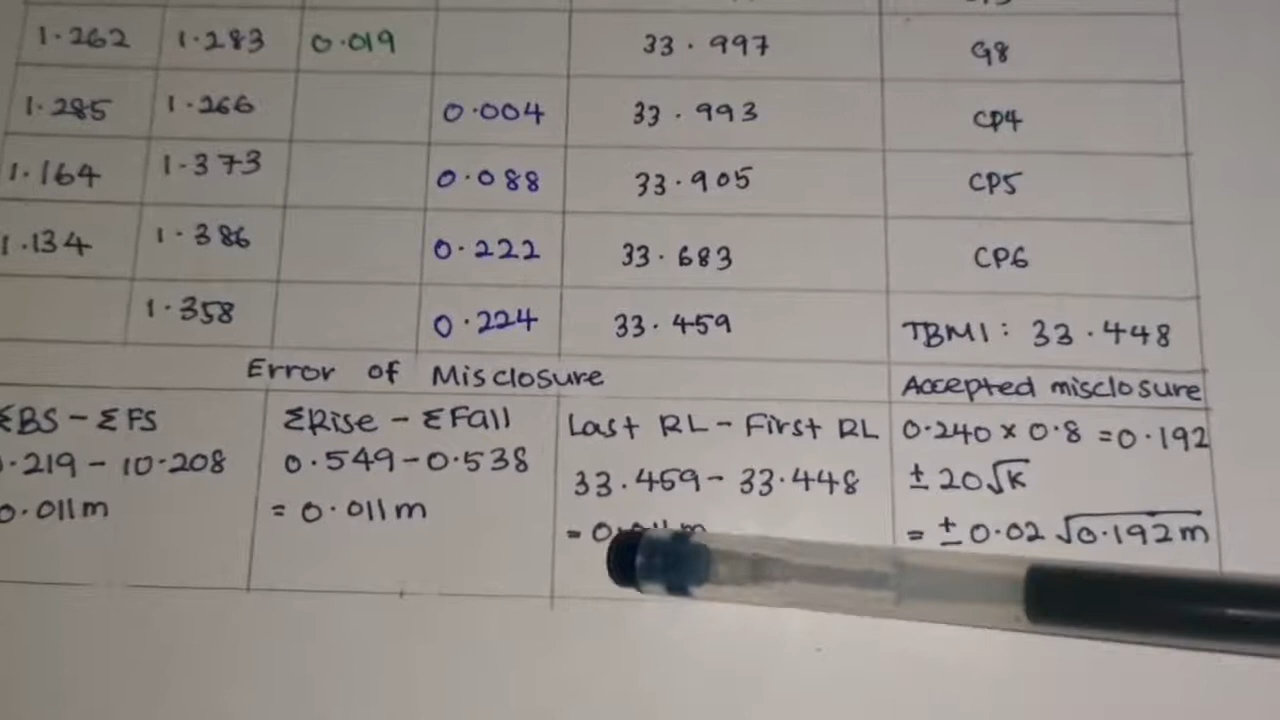 1.262 1.283 0.019 33.997 G8
1.285 1.266 0.004 33.993 CP4
1.164 1.373 0.088 33.905 CP5
1.134 1.386 0.222 33.683 CP6
1.358 0.224 33.459 TBM1: 33.448
Error of Misclosure Accepted misclosure
ΣBS - ΣFS ΣRise - ΣFall Last RL - First RL 0.240 x 0.8 = 0.192
.219 - 10.208 0.549 - 0.538 33.459 - 33.448 ± 20√K
0.011m = 0.011m = ± 0.02 √0.192m